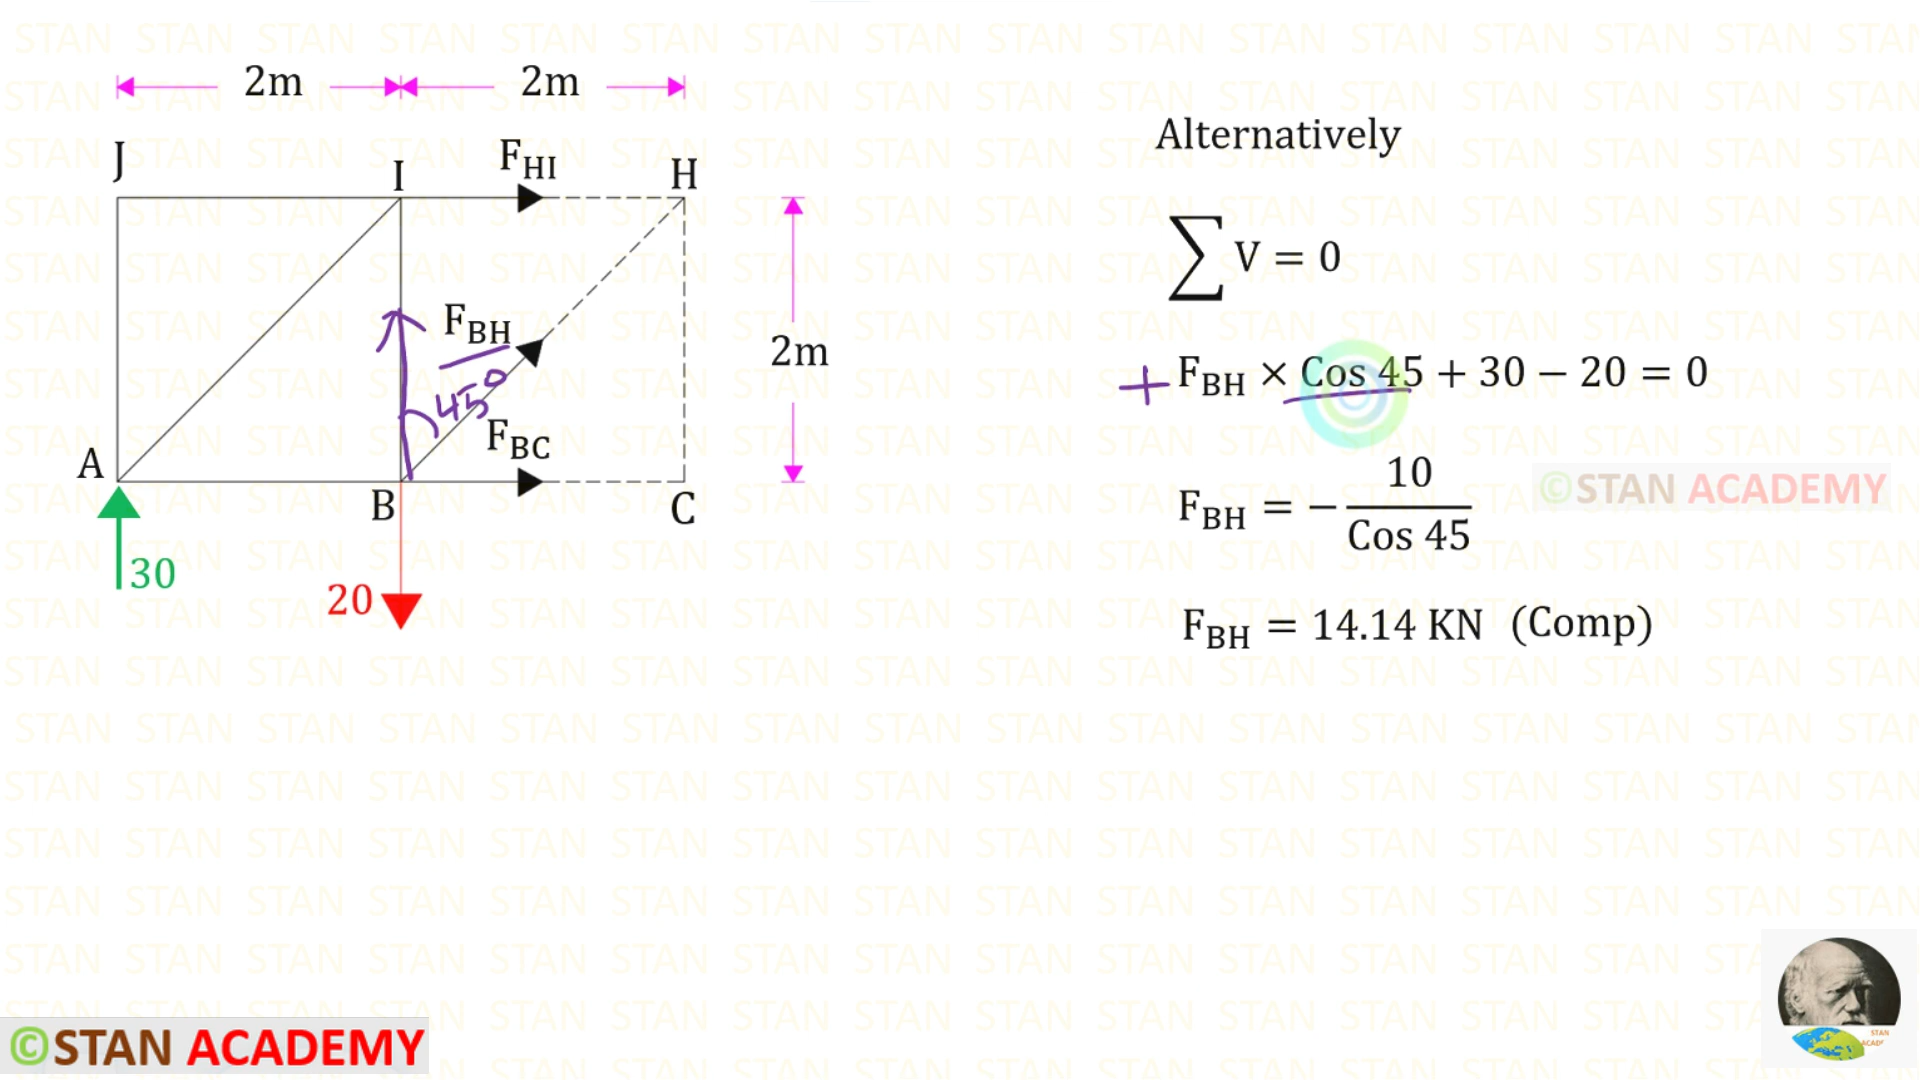 2m 2m
J I F_HI H
Alternatively
∑ V = 0
F_BH
45°
2m
+ F_BH × Cos 45 + 30 − 20 = 0
A F_BC
B C
30
20
F_BH = − 10 / Cos 45
©STAN ACADEMY
F_BH = 14.14 KN (Comp)
©STAN ACADEMY
STAN